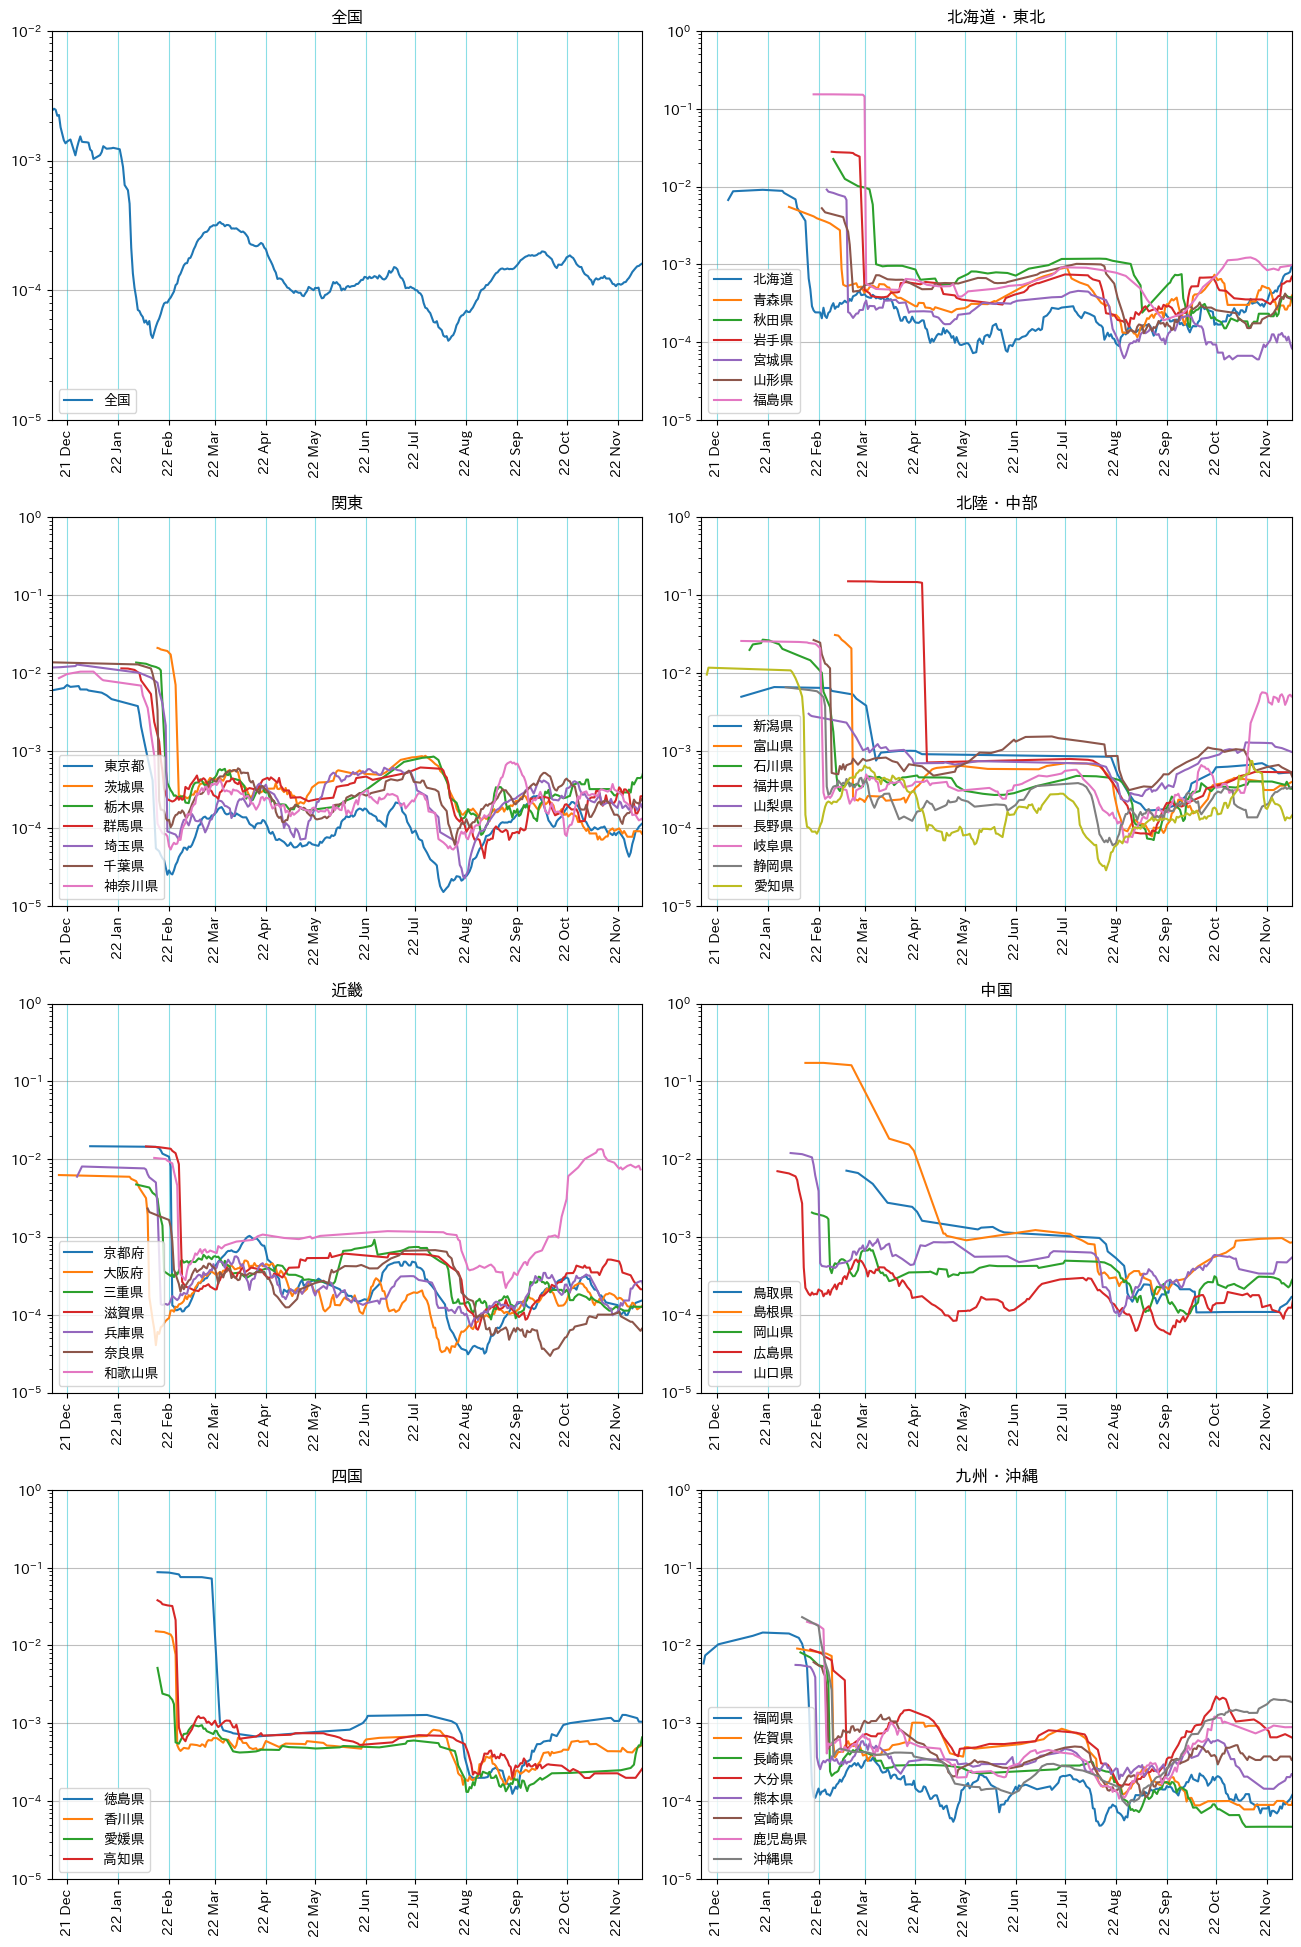 全国
10⁻²
10⁻³
10⁻⁴
10⁻⁵
全国
21 Dec
22 Jan
22 Feb
22 Mar
22 Apr
22 May
22 Jun
22 Jul
22 Aug
22 Sep
22 Oct
22 Nov
北海道・東北
10⁰
10⁻¹
10⁻²
10⁻³
10⁻⁴
10⁻⁵
北海道
青森県
秋田県
岩手県
宮城県
山形県
福島県
21 Dec
22 Jan
22 Feb
22 Mar
22 Apr
22 May
22 Jun
22 Jul
22 Aug
22 Sep
22 Oct
22 Nov
関東
10⁰
10⁻¹
10⁻²
10⁻³
10⁻⁴
10⁻⁵
東京都
茨城県
栃木県
群馬県
埼玉県
千葉県
神奈川県
21 Dec
22 Jan
22 Feb
22 Mar
22 Apr
22 May
22 Jun
22 Jul
22 Aug
22 Sep
22 Oct
22 Nov
北陸・中部
10⁰
10⁻¹
10⁻²
10⁻³
10⁻⁴
10⁻⁵
新潟県
富山県
石川県
福井県
山梨県
長野県
岐阜県
静岡県
愛知県
21 Dec
22 Jan
22 Feb
22 Mar
22 Apr
22 May
22 Jun
22 Jul
22 Aug
22 Sep
22 Oct
22 Nov
近畿
10⁰
10⁻¹
10⁻²
10⁻³
10⁻⁴
10⁻⁵
京都府
大阪府
三重県
滋賀県
兵庫県
奈良県
和歌山県
21 Dec
22 Jan
22 Feb
22 Mar
22 Apr
22 May
22 Jun
22 Jul
22 Aug
22 Sep
22 Oct
22 Nov
中国
10⁰
10⁻¹
10⁻²
10⁻³
10⁻⁴
10⁻⁵
鳥取県
島根県
岡山県
広島県
山口県
21 Dec
22 Jan
22 Feb
22 Mar
22 Apr
22 May
22 Jun
22 Jul
22 Aug
22 Sep
22 Oct
22 Nov
四国
10⁰
10⁻¹
10⁻²
10⁻³
10⁻⁴
10⁻⁵
徳島県
香川県
愛媛県
高知県
21 Dec
22 Jan
22 Feb
22 Mar
22 Apr
22 May
22 Jun
22 Jul
22 Aug
22 Sep
22 Oct
22 Nov
九州・沖縄
10⁰
10⁻¹
10⁻²
10⁻³
10⁻⁴
10⁻⁵
福岡県
佐賀県
長崎県
大分県
熊本県
宮崎県
鹿児島県
沖縄県
21 Dec
22 Jan
22 Feb
22 Mar
22 Apr
22 May
22 Jun
22 Jul
22 Aug
22 Sep
22 Oct
22 Nov